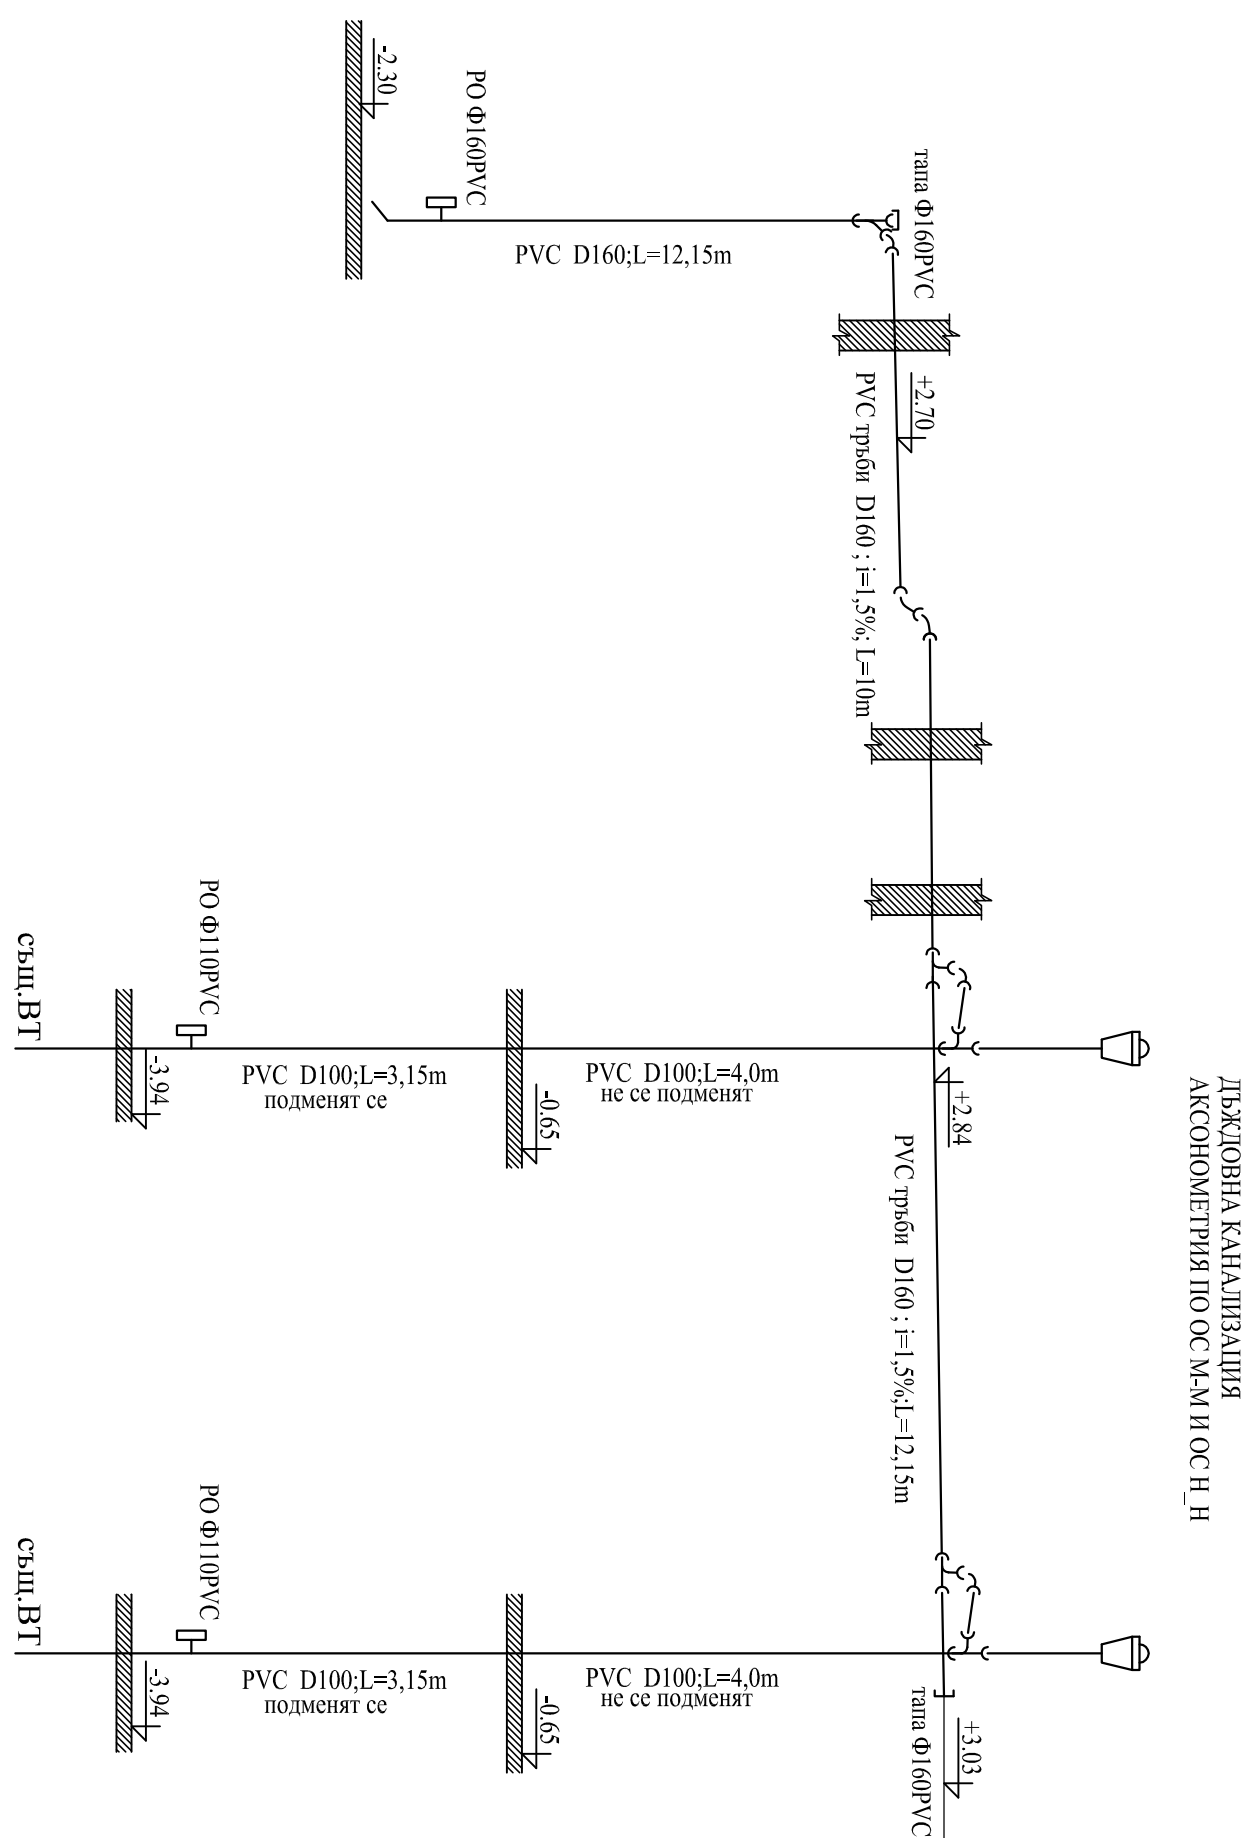 ДЪЖДОВНА КАНАЛИЗАЦИЯ
АКСОНОМЕТРИЯ ПО ОС М-М И ОС Н_Н
тапа Ф160PVC
РО Ф160PVC
-2.30
PVC D160;L=12,15m
+2.70
PVC тръби D160 ; i=1,5%; L=10m
+2.84
PVC тръби D160 ; i=1,5%;L=12,15m
+3.03
тапа Ф160PVC
PVC D100;L=4,0m
не се подменят
-0.65
PVC D100;L=3,15m
подменят се
РО Ф110PVC
-3.94
същ.ВТ
PVC D100;L=4,0m
не се подменят
-0.65
PVC D100;L=3,15m
подменят се
РО Ф110PVC
-3.94
същ.ВТ